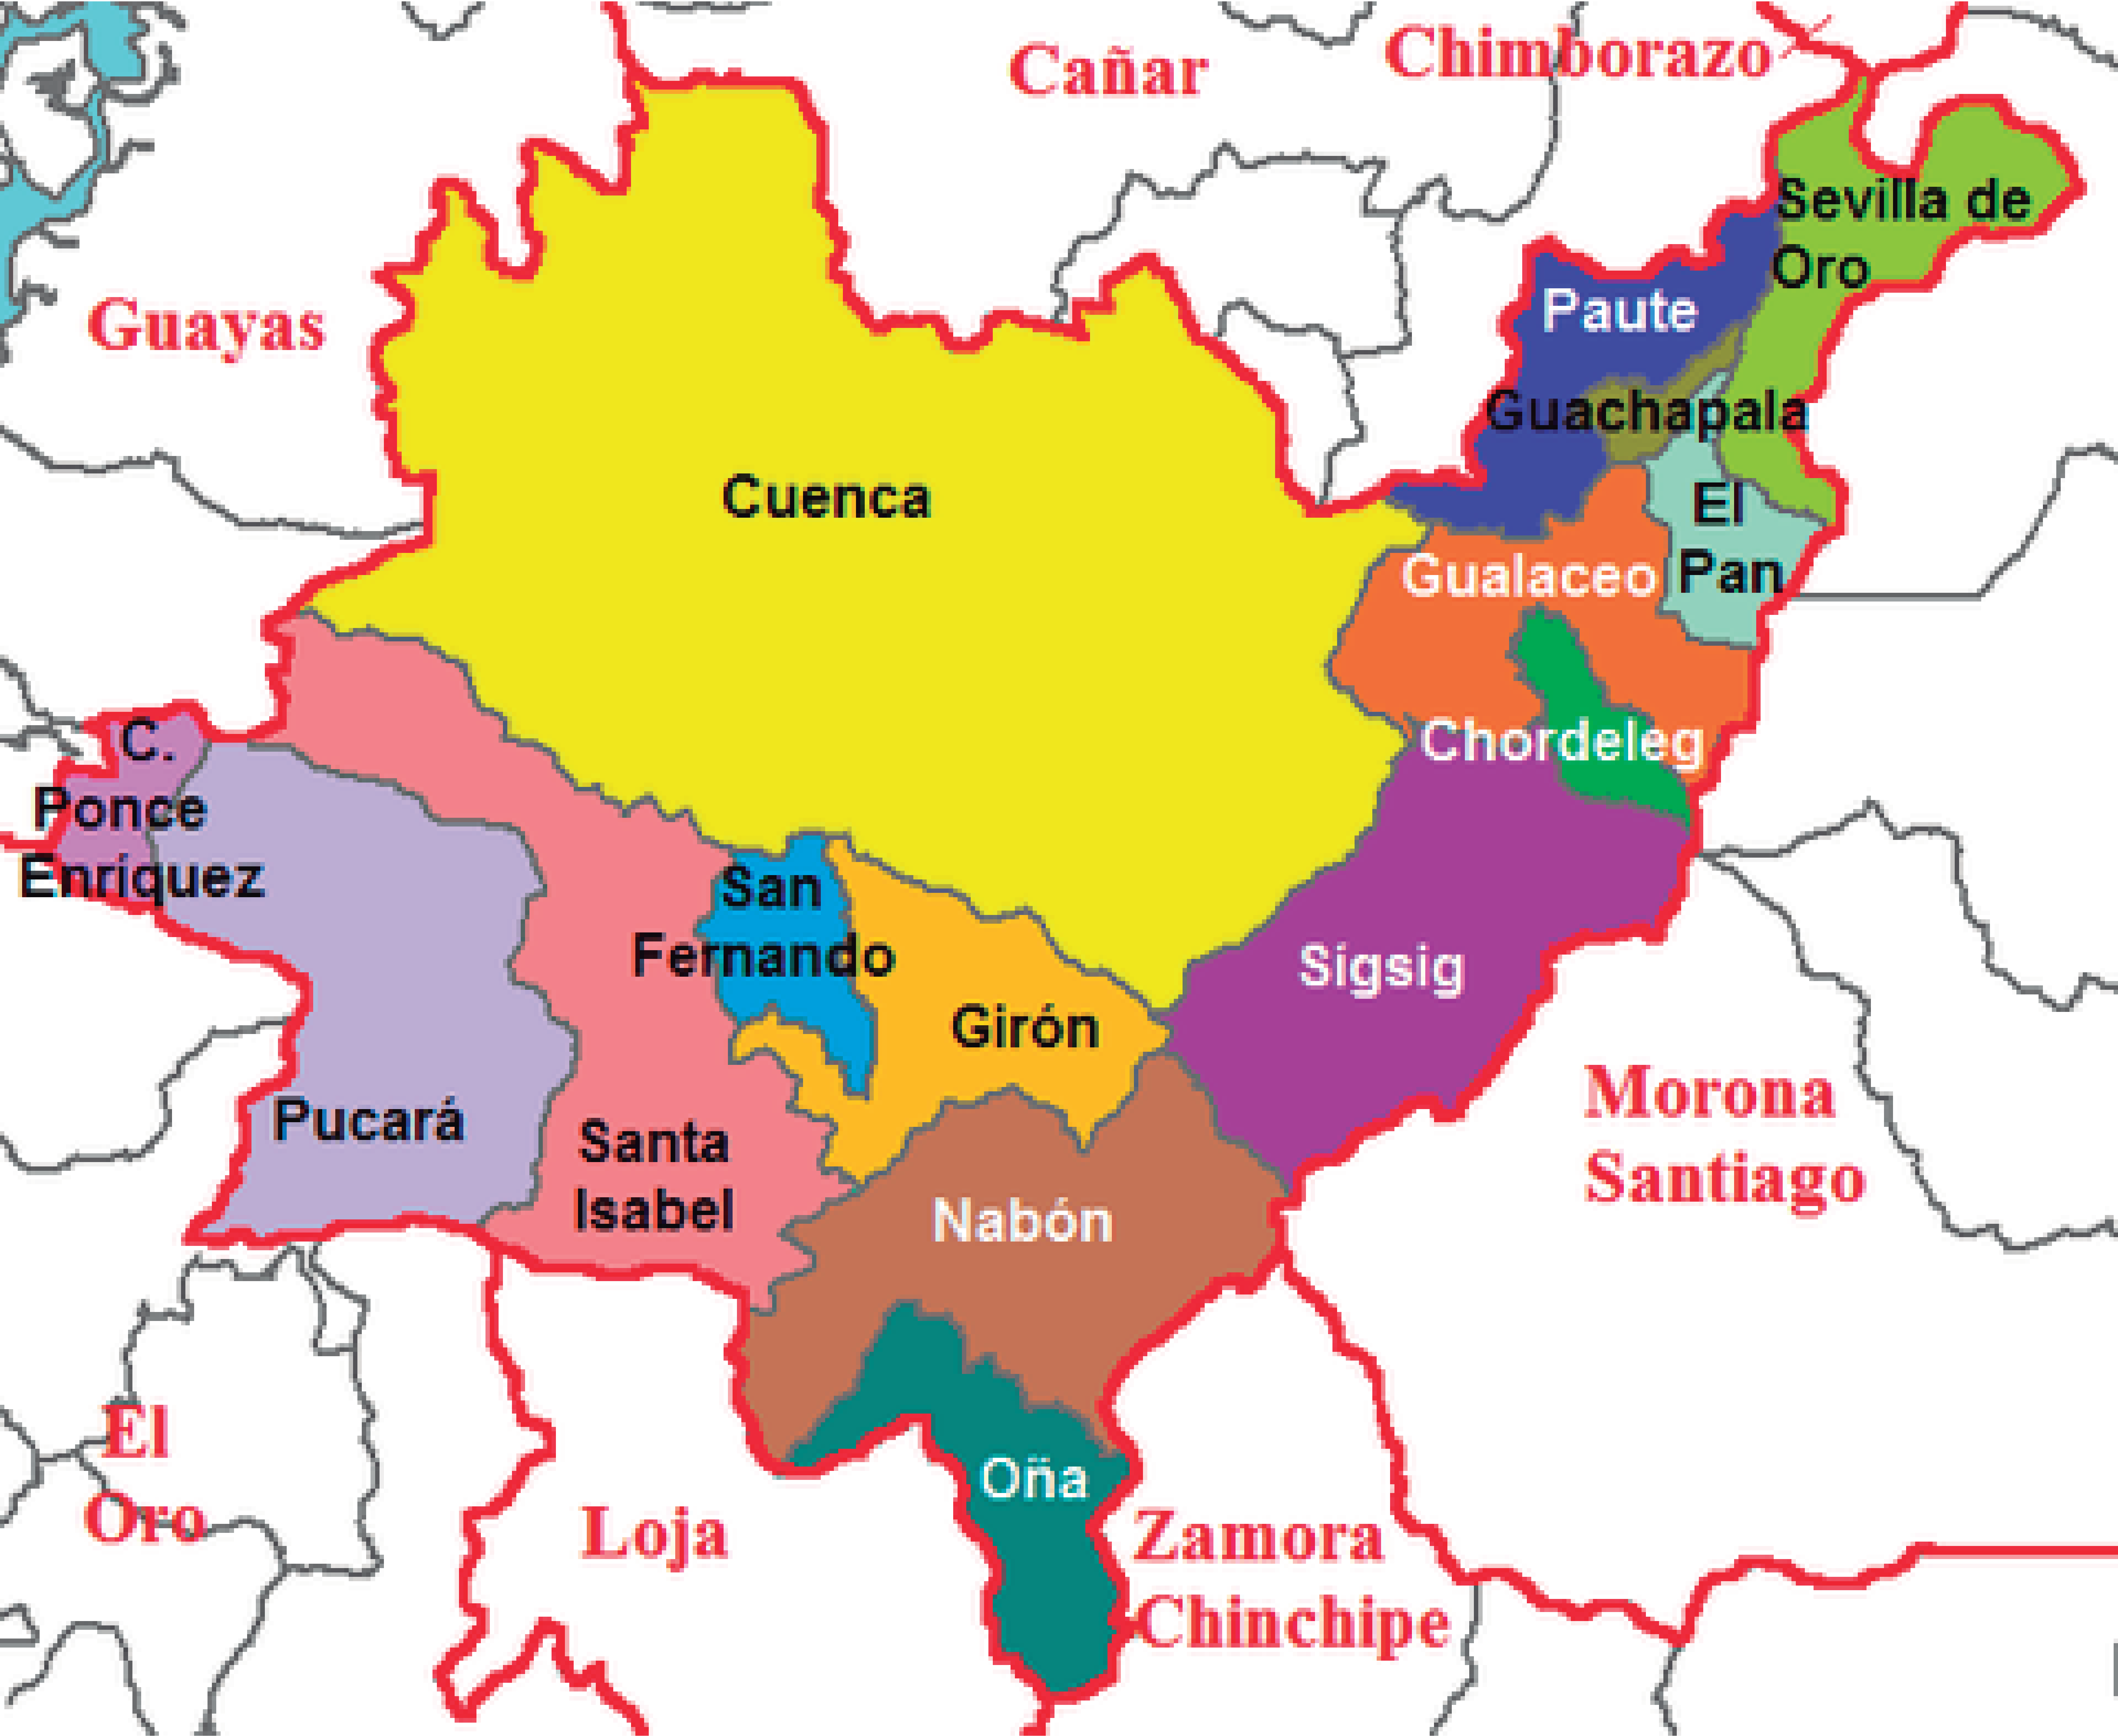 Cañar
Chimborazo
Sevilla de
Oro
Guayas
Paute
Guachapala
Cuenca
El
Pan
Gualaceo
C.
Ponce
Enríquez
Chordeleg
San
Fernando
Sigsig
Girón
Pucará
Santa
Isabel
Morona
Santiago
Nabón
El
Oro
Oña
Loja
Zamora
Chinchipe